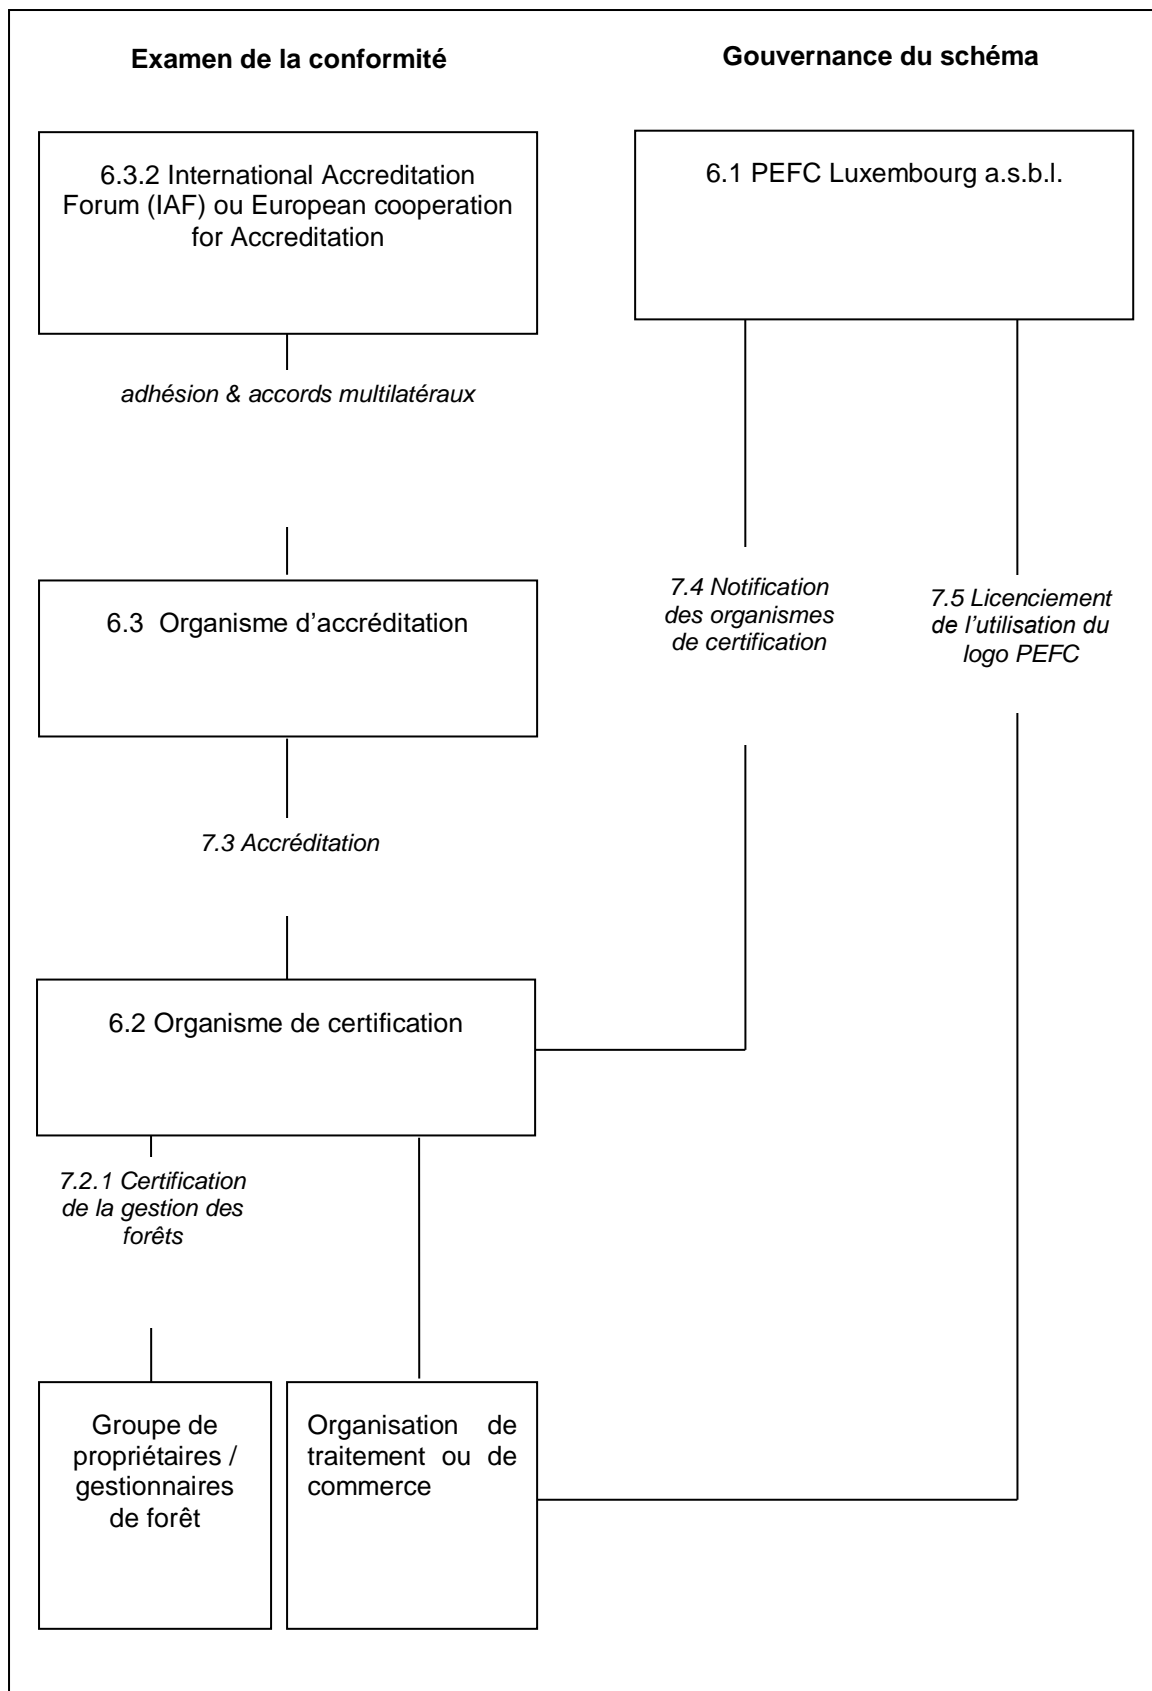 Examen de la conformité
Gouvernance du schéma
6.3.2 International Accreditation
Forum (IAF) ou European cooperation
for Accreditation
6.1 PEFC Luxembourg a.s.b.l.
adhésion & accords multilatéraux
6.3 Organisme d’accréditation
7.4 Notification
des organismes
de certification
7.5 Licenciement
de l’utilisation du
logo PEFC
7.3 Accréditation
6.2 Organisme de certification
7.2.1 Certification
de la gestion des
forêts
Groupe de
propriétaires /
gestionnaires
de forêt
Organisation de
traitement ou de
commerce